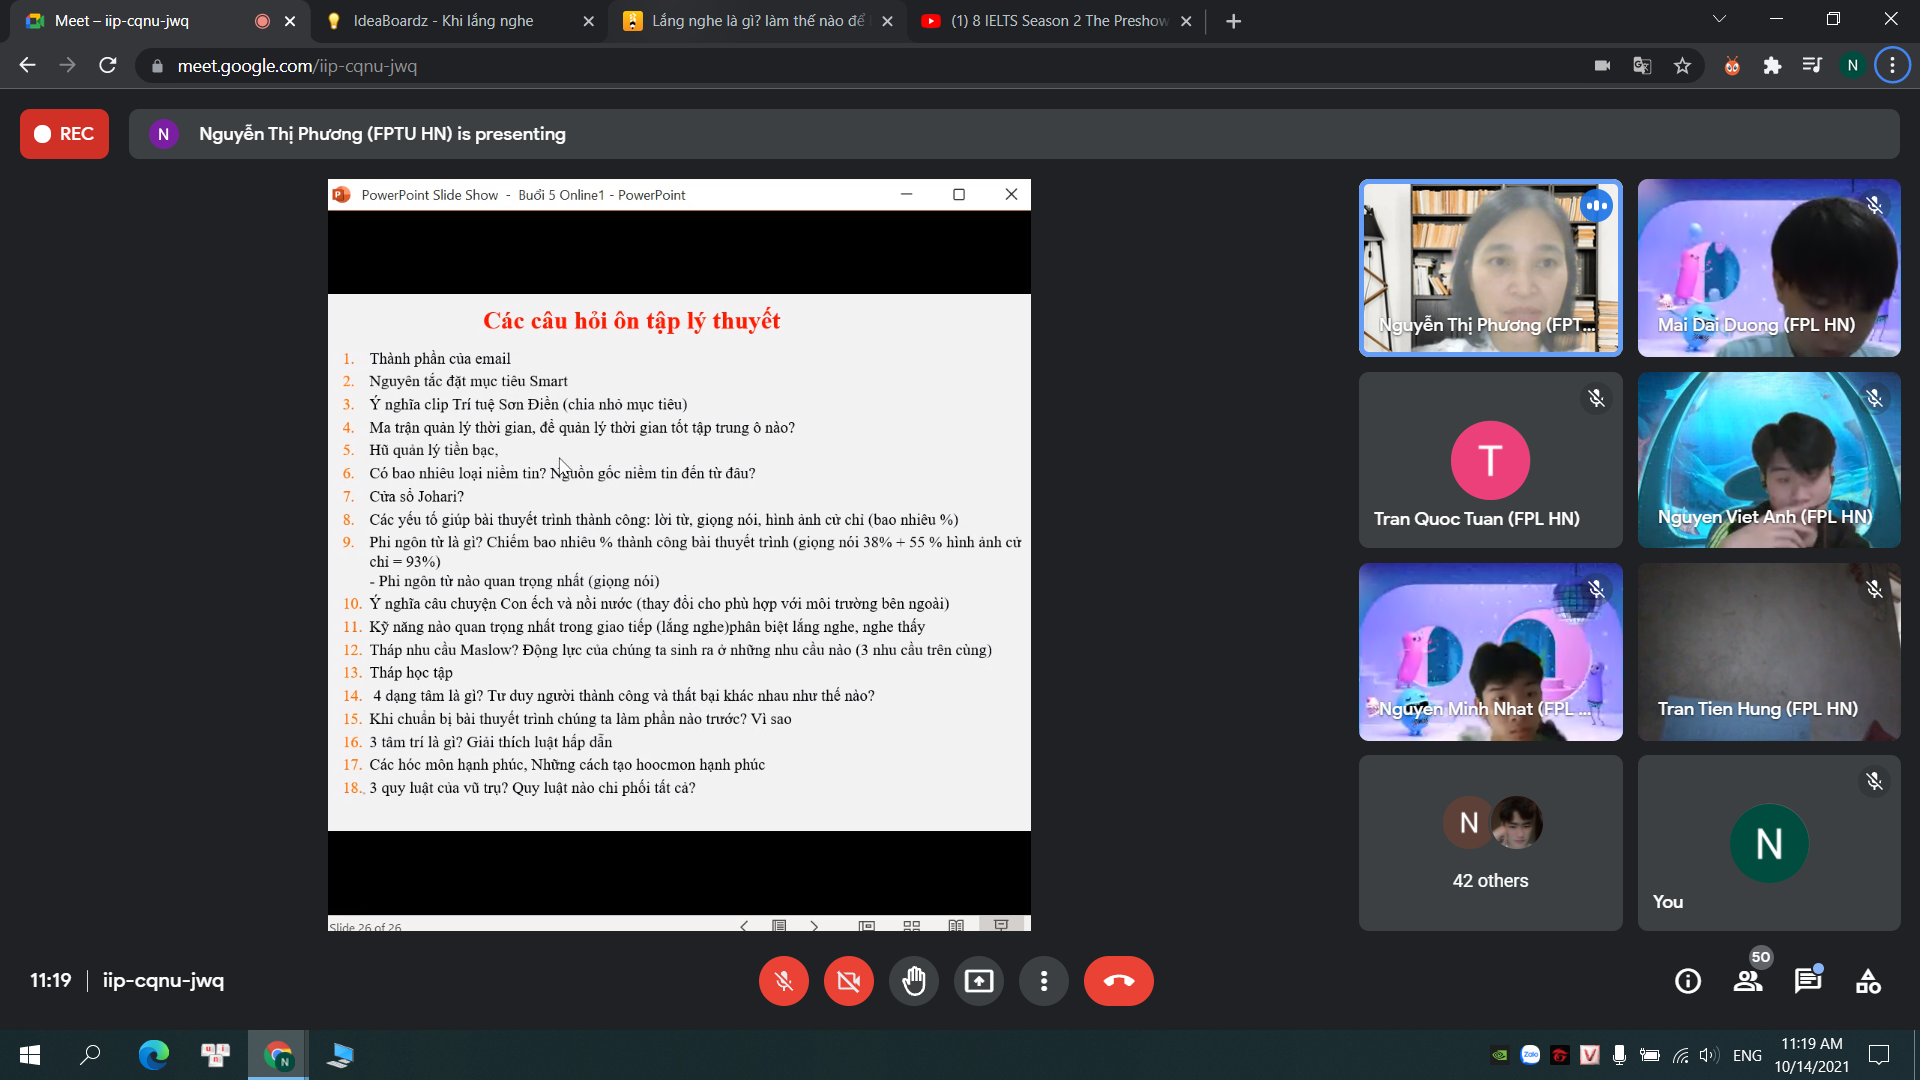 Meet – iip-cqnu-jwq
IdeaBoardz - Khi lắng nghe
Lắng nghe là gì? làm thế nào để
(1) 8 IELTS Season 2 The Preshow
meet.google.com/iip-cqnu-jwq
N
REC
N
Nguyễn Thị Phương (FPTU HN) is presenting
PowerPoint Slide Show - Buổi 5 Online1 - PowerPoint
Các câu hỏi ôn tập lý thuyết
1. Thành phần của email
2. Nguyên tắc đặt mục tiêu Smart
3. Ý nghĩa clip Trí tuệ Sơn Điền (chia nhỏ mục tiêu)
4. Ma trận quản lý thời gian, để quản lý thời gian tốt tập trung ô nào?
5. Hũ quản lý tiền bạc,
6. Có bao nhiêu loại niềm tin? Nguồn gốc niềm tin đến từ đâu?
7. Cửa sổ Johari?
8. Các yếu tố giúp bài thuyết trình thành công: lời từ, giọng nói, hình ảnh cử chỉ (bao nhiêu %)
9. Phi ngôn từ là gì? Chiếm bao nhiêu % thành công bài thuyết trình (giọng nói 38% + 55 % hình ảnh cử
chỉ = 93%)
- Phi ngôn từ nào quan trọng nhất (giọng nói)
10. Ý nghĩa câu chuyện Con ếch và nồi nước (thay đổi cho phù hợp với môi trường bên ngoài)
11. Kỹ năng nào quan trọng nhất trong giao tiếp (lắng nghe)phân biệt lắng nghe, nghe thấy
12. Tháp nhu cầu Maslow? Động lực của chúng ta sinh ra ở những nhu cầu nào (3 nhu cầu trên cùng)
13. Tháp học tập
14. 4 dạng tâm là gì? Tư duy người thành công và thất bại khác nhau như thế nào?
15. Khi chuẩn bị bài thuyết trình chúng ta làm phần nào trước? Vì sao
16. 3 tâm trí là gì? Giải thích luật hấp dẫn
17. Các hóc môn hạnh phúc, Những cách tạo hoocmon hạnh phúc
18. 3 quy luật của vũ trụ? Quy luật nào chi phối tất cả?
Slide 26 of 26
Nguyễn Thị Phương (FPT...
Mai Dai Duong (FPL HN)
T
Tran Quoc Tuan (FPL HN)
Nguyen Viet Anh (FPL HN)
Nguyen Minh Nhat (FPL ...
Tran Tien Hung (FPL HN)
N
42 others
N
You
11:19
iip-cqnu-jwq
50
ENG
11:19 AM
10/14/2021